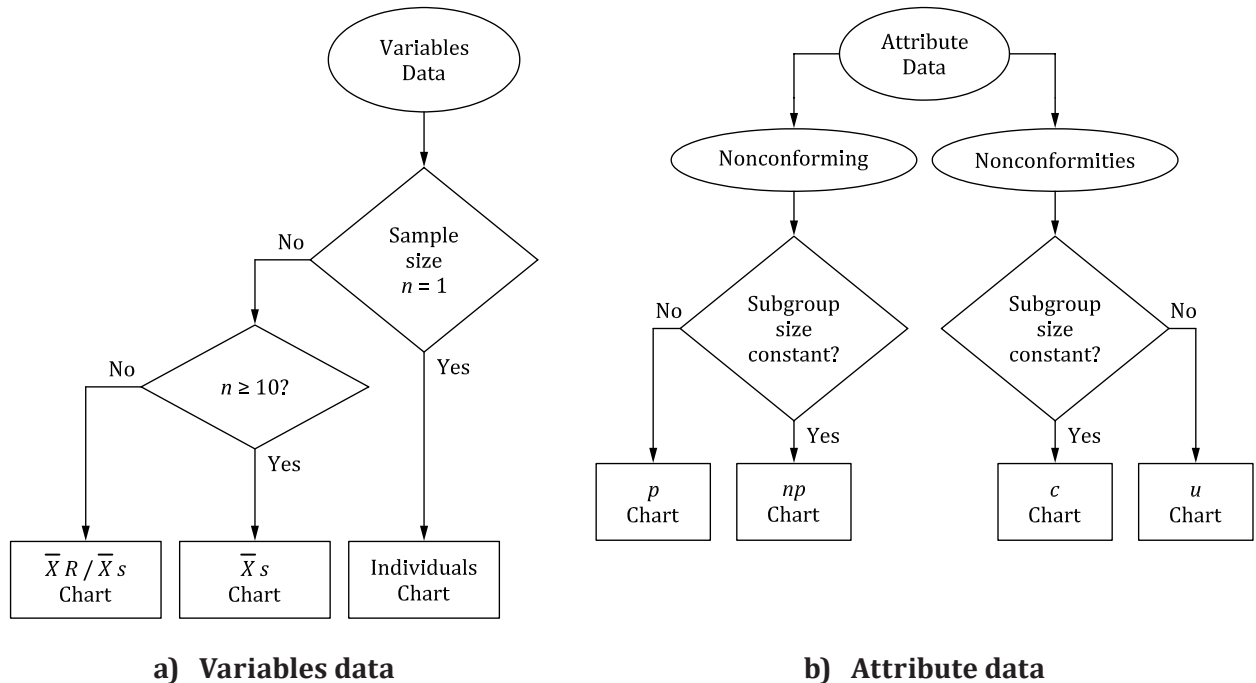 Variables
Data
Sample
size
n = 1
No
Yes
n ≥ 10?
No
Yes
X̅ R / X̅ s
Chart
X̅ s
Chart
Individuals
Chart
a) Variables data
Attribute
Data
Nonconforming
Nonconformities
Subgroup
size
constant?
No
Yes
Subgroup
size
constant?
No
Yes
p
Chart
np
Chart
c
Chart
u
Chart
b) Attribute data